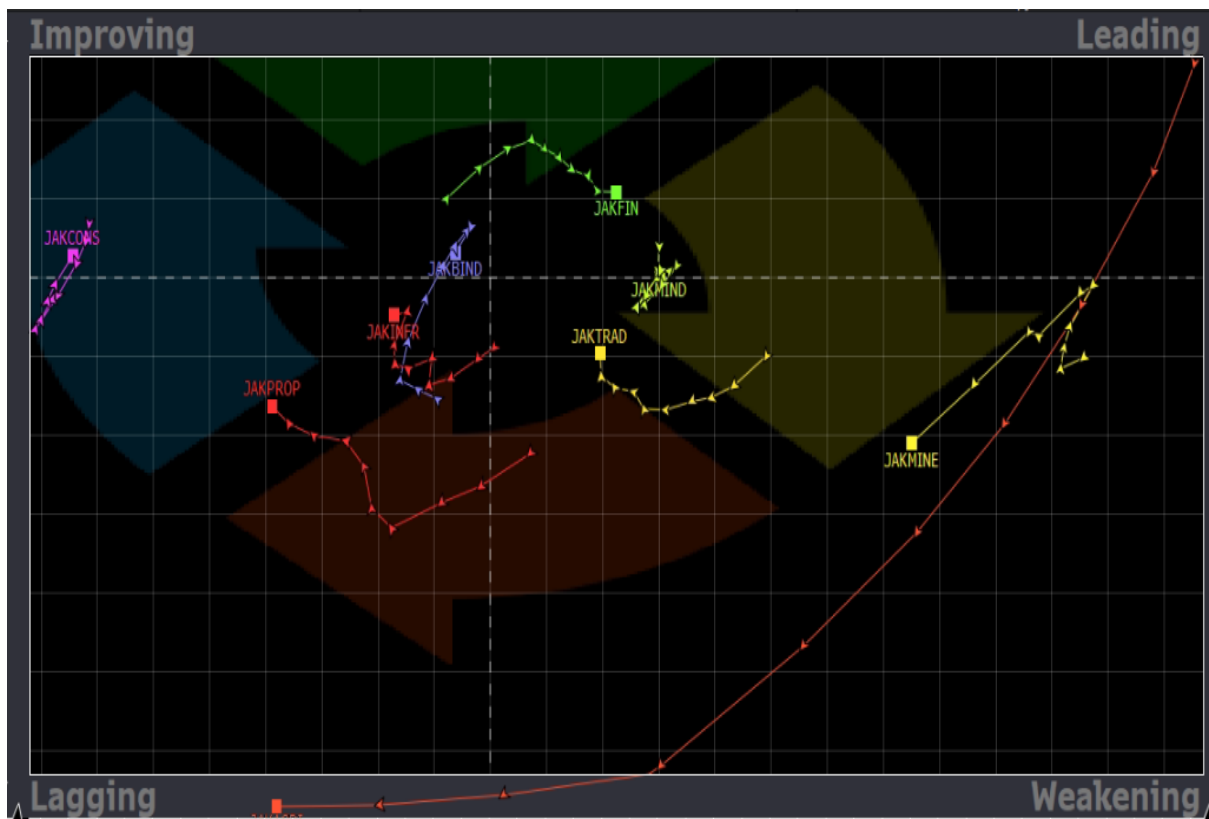 Improving
Leading
JAKFIN
JAKCONS
JAKBIND
JAKMIND
JAKINFR
JAKTRAD
JAKPROP
JAKMINE
Lagging
Weakening